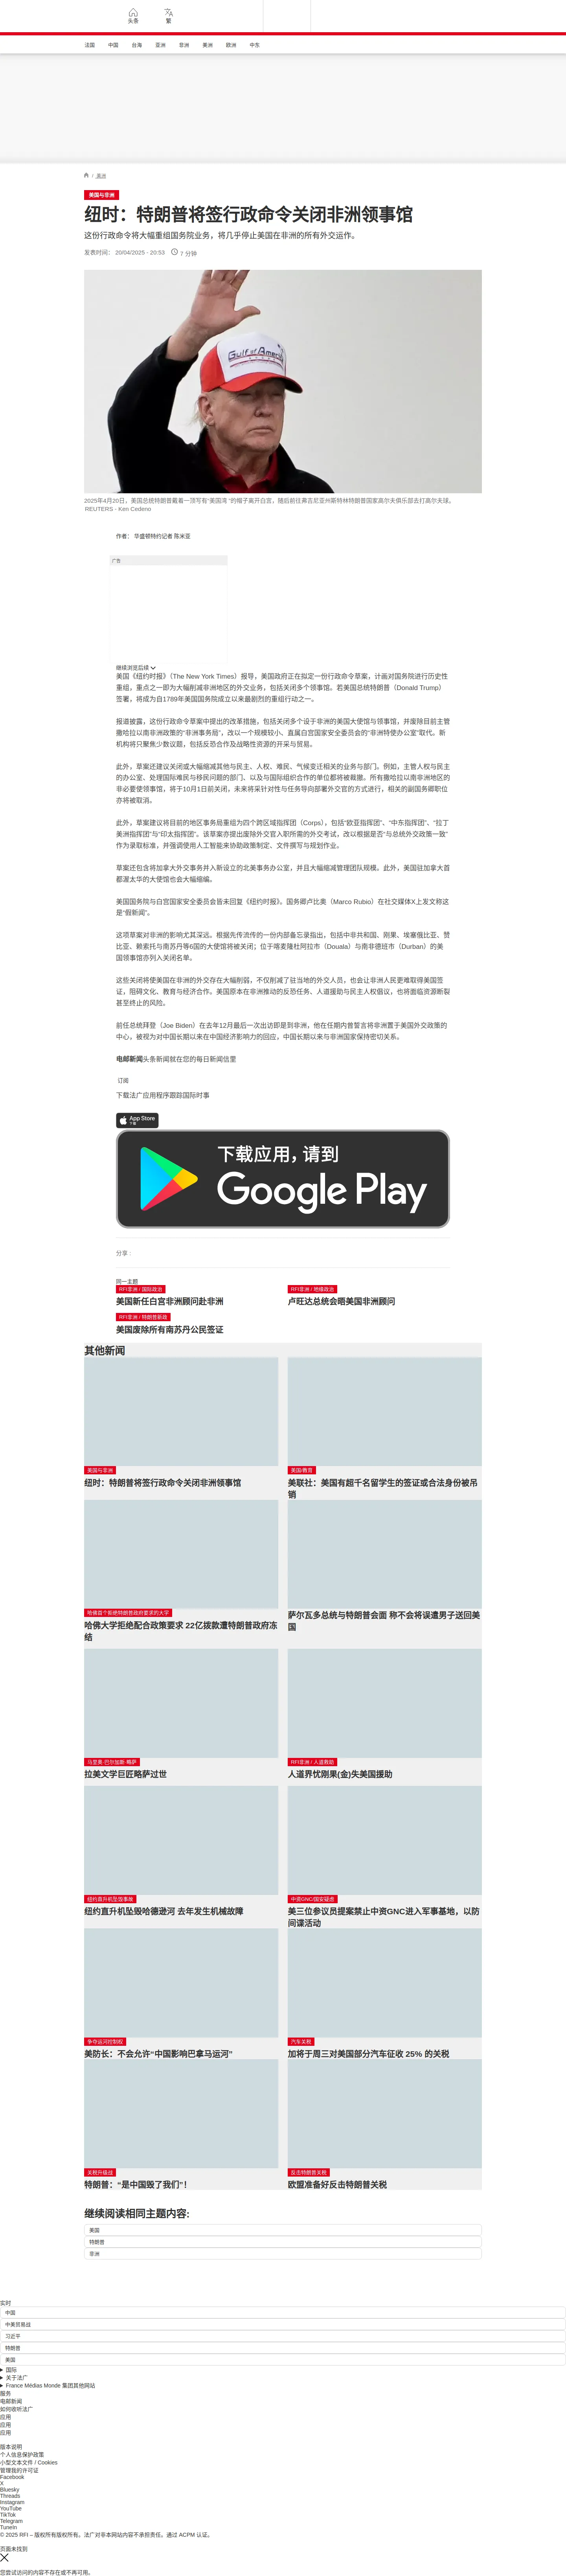 头条
繁
法国 中国 台海 亚洲 非洲 美洲 欧洲 中东
/ 美洲
美国与非洲
纽时：特朗普将签行政命令关闭非洲领事馆
这份行政命令将大幅重组国务院业务，将几乎停止美国在非洲的所有外交运作。
发表时间： 20/04/2025 - 20:53 7 分钟
Gulf of America
2025年4月20日，美国总统特朗普戴着一顶写有“美国湾 ”的帽子离开白宫，随后前往弗吉尼亚州斯特林特朗普国家高尔夫俱乐部去打高尔夫球。
REUTERS - Ken Cedeno
作者： 华盛顿特约记者 陈米亚
广告
继续浏览后续
美国《纽约时报》（The New York Times）报导，美国政府正在拟定一份行政命令草案，计画对国务院进行历史性
重组，重点之一即为大幅削减非洲地区的外交业务，包括关闭多个领事馆。若美国总统特朗普（Donald Trump）
签署，将成为自1789年美国国务院成立以来最剧烈的重组行动之一。
报道披露，这份行政命令草案中提出的改革措施，包括关闭多个设于非洲的美国大使馆与领事馆，并废除目前主管
撒哈拉以南非洲政策的“非洲事务局”，改以一个规模较小、直属白宫国家安全委员会的“非洲特使办公室”取代。新
机构将只聚焦少数议题，包括反恐合作及战略性资源的开采与贸易。
此外，草案还建议关闭或大幅缩减其他与民主、人权、难民、气候变迁相关的业务与部门。例如，主管人权与民主
的办公室、处理国际难民与移民问题的部门、以及与国际组织合作的单位都将被裁撤。所有撒哈拉以南非洲地区的
非必要使领事馆，将于10月1日前关闭，未来将采针对性与任务导向部署外交官的方式进行，相关的副国务卿职位
亦将被取消。
此外，草案建议将目前的地区事务局重组为四个跨区域指挥团（Corps），包括“欧亚指挥团”、“中东指挥团”、“拉丁
美洲指挥团”与“印太指挥团”。该草案亦提出废除外交官入职所需的外交考试，改以根据是否“与总统外交政策一致”
作为录取标准，并强调使用人工智能来协助政策制定、文件撰写与规划作业。
草案还包含将加拿大外交事务并入新设立的北美事务办公室，并且大幅缩减管理团队规模。此外，美国驻加拿大首
都渥太华的大使馆也会大幅缩编。
美国国务院与白宫国家安全委员会皆未回复《纽约时报》。国务卿卢比奥（Marco Rubio）在社交媒体X上发文称这
是“假新闻”。
这项草案对非洲的影响尤其深远。根据先传流传的一份内部备忘录指出，包括中非共和国、刚果、埃塞俄比亚、赞
比亚、赖索托与南苏丹等6国的大使馆将被关闭；位于喀麦隆杜阿拉市（Douala）与南非德班市（Durban）的美
国领事馆亦列入关闭名单。
这些关闭将使美国在非洲的外交存在大幅削弱，不仅削减了驻当地的外交人员，也会让非洲人民更难取得美国签
证，阻碍文化、教育与经济合作。美国原本在非洲推动的反恐任务、人道援助与民主人权倡议，也将面临资源断裂
甚至终止的风险。
前任总统拜登（Joe Biden）在去年12月最后一次出访即是到非洲，他在任期内曾誓言将非洲置于美国外交政策的
中心，被视为对中国长期以来在中国经济影响力的回应，中国长期以来与非洲国家保持密切关系。
电邮新闻头条新闻就在您的每日新闻信里
订阅
下载法广应用程序跟踪国际时事
App Store
下载
下载应用，请到
Google Play
分享 :
同一主题
RFI非洲 / 国际政治
美国新任白宫非洲顾问赴非洲
RFI非洲 / 地缘政治
卢旺达总统会晤美国非洲顾问
RFI非洲 / 特朗普新政
美国废除所有南苏丹公民签证
其他新闻
美国与非洲
纽时：特朗普将签行政命令关闭非洲领事馆
美国/教育
美联社：美国有超千名留学生的签证或合法身份被吊
销
哈佛首个拒绝特朗普政府要求的大学
哈佛大学拒绝配合政策要求 22亿拨款遭特朗普政府冻
结
萨尔瓦多总统与特朗普会面 称不会将误遭男子送回美
国
马里奥·巴尔加斯·略萨
拉美文学巨匠略萨过世
RFI非洲 / 人道救助
人道界忧刚果(金)失美国援助
纽约直升机坠毁事故
纽约直升机坠毁哈德逊河 去年发生机械故障
中资GNC/国安疑虑
美三位参议员提案禁止中资GNC进入军事基地，以防
间谍活动
争夺运河控制权
美防长：不会允许“中国影响巴拿马运河”
汽车关税
加将于周三对美国部分汽车征收 25% 的关税
关税升级战
特朗普：“是中国毁了我们”！
反击特朗普关税
欧盟准备好反击特朗普关税
继续阅读相同主题内容:
美国
特朗普
非洲
实时
中国
中美贸易战
习近平
特朗普
美国
国际
关于法广
France Médias Monde 集团其他网站
服务
电邮新闻
如何收听法广
应用
应用
应用
版本说明
个人信息保护政策
小型文本文件 / Cookies
管理我的许可证
Facebook
X
Bluesky
Threads
Instagram
YouTube
TikTok
Telegram
TuneIn
© 2025 RFI – 版权所有版权所有。法广对非本网站内容不承担责任。通过 ACPM 认证。
页面未找到
您尝试访问的内容不存在或不再可用。